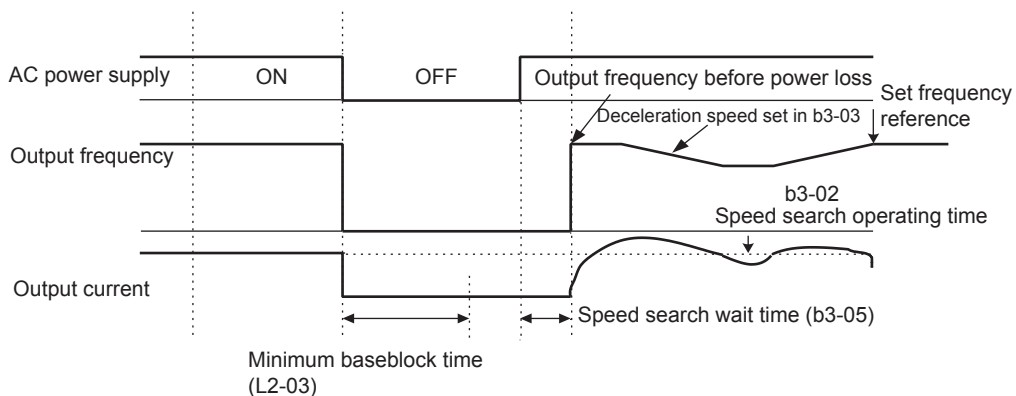 AC power supply
ON
OFF
Output frequency before power loss
Set frequency
reference
Deceleration speed set in b3-03
Output frequency
b3-02
Speed search operating time
Output current
Speed search wait time (b3-05)
Minimum baseblock time
(L2-03)